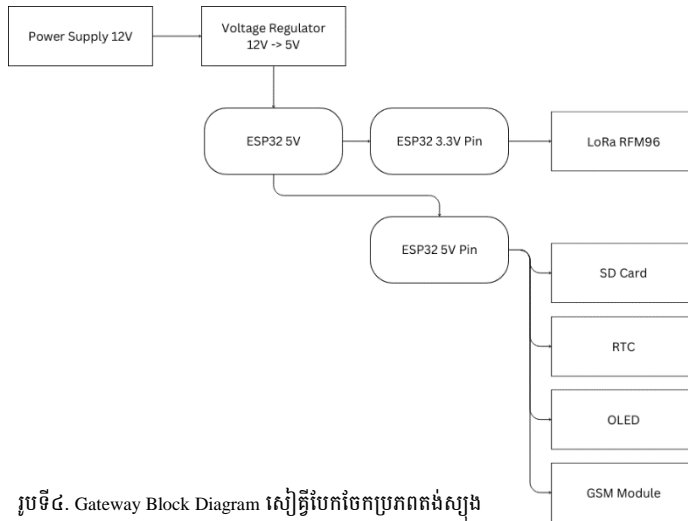 Power Supply 12V
Voltage Regulator
12V -> 5V
ESP32 5V
ESP32 3.3V Pin
LoRa RFM96
ESP32 5V Pin
SD Card
RTC
OLED
GSM Module
រូបទី៤. Gateway Block Diagram សៀគ្វីបែកចែកប្រភពតង់ស្យុង